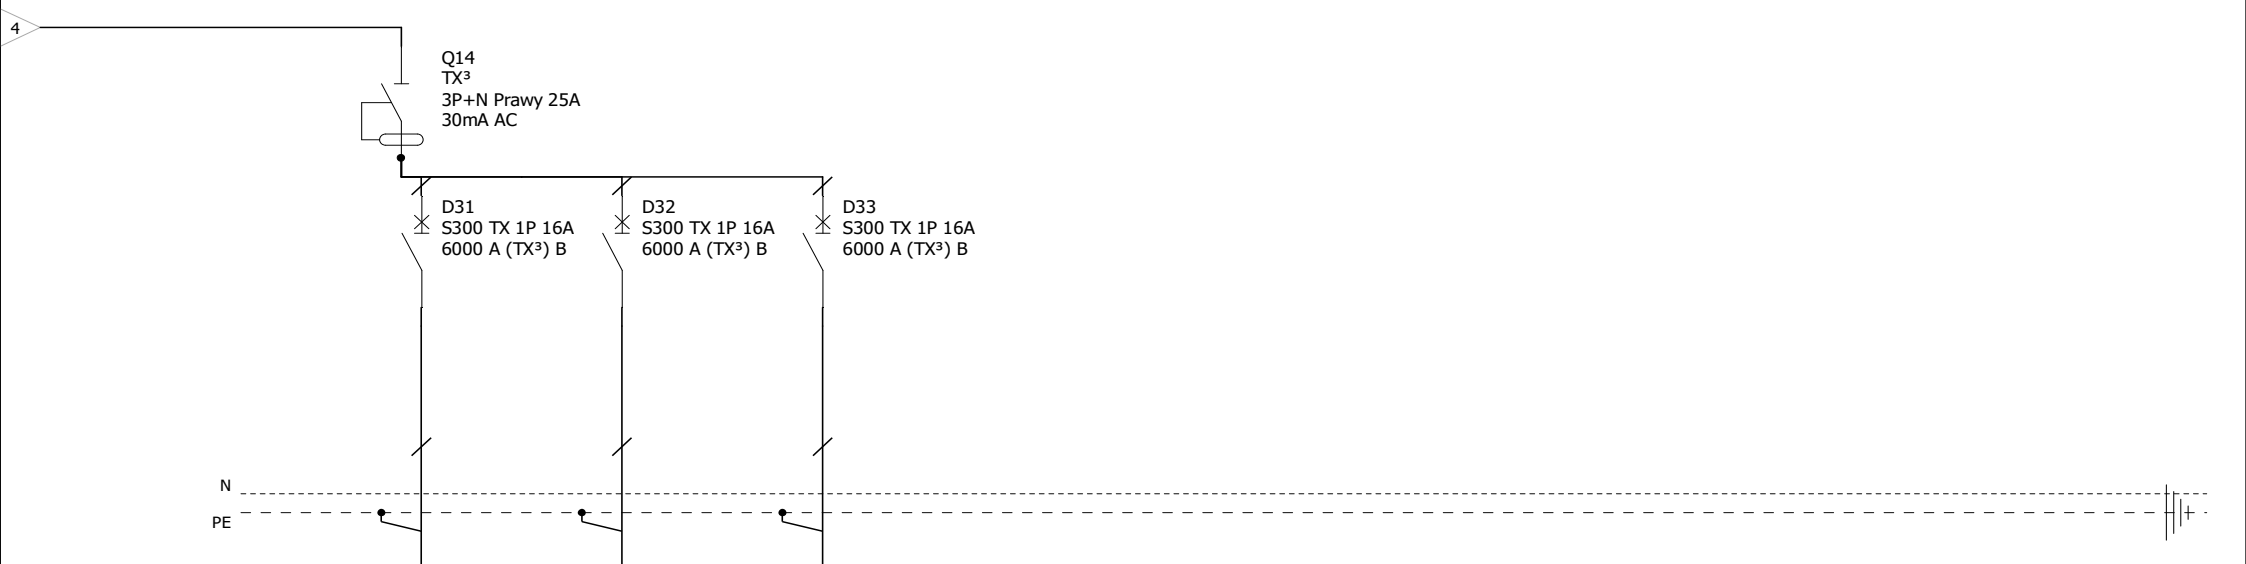 4
Q14
TX³
3P+N Prawy 25A
30mA AC
D31
S300 TX 1P 16A
6000 A (TX³) B
D32
S300 TX 1P 16A
6000 A (TX³) B
D33
S300 TX 1P 16A
6000 A (TX³) B
N
PE